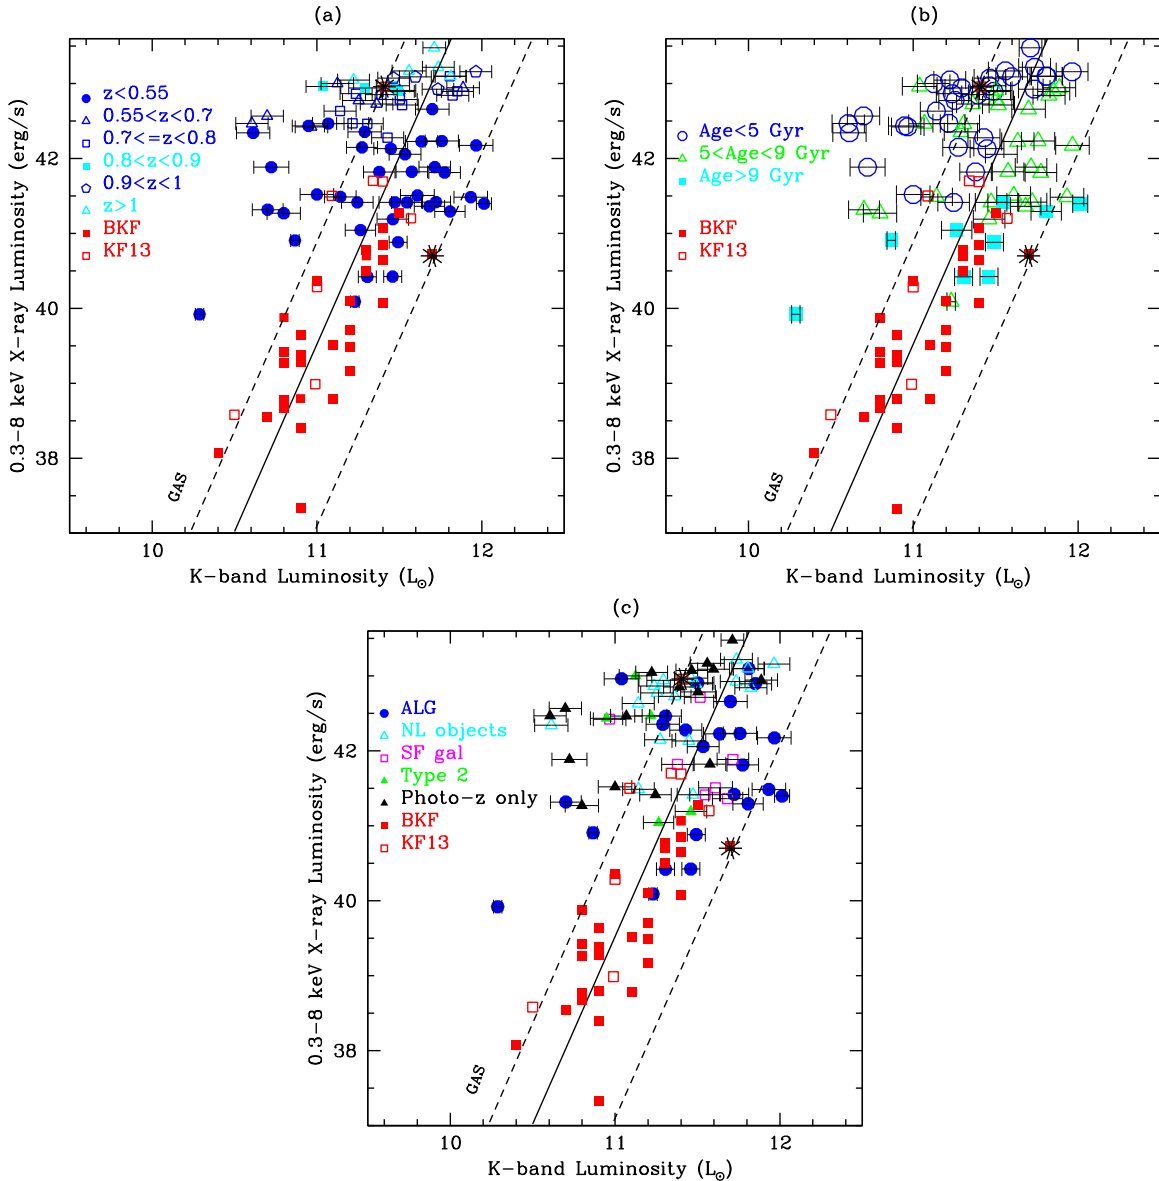 (a)
0.3−8 keV X−ray Luminosity (erg/s)
42
40
38
z<0.55
0.55<z<0.7
0.7<=z<0.8
0.8<z<0.9
0.9<z<1
z>1
BKF
KF13
GAS
10
11
12
K−band Luminosity (L⊙)
(b)
0.3−8 keV X−ray Luminosity (erg/s)
42
40
38
Age<5 Gyr
5<Age<9 Gyr
Age>9 Gyr
BKF
KF13
GAS
10
11
12
K−band Luminosity (L⊙)
(c)
0.3−8 keV X−ray Luminosity (erg/s)
42
40
38
ALG
NL objects
SF gal
Type 2
Photo−z only
BKF
KF13
GAS
10
11
12
K−band Luminosity (L⊙)